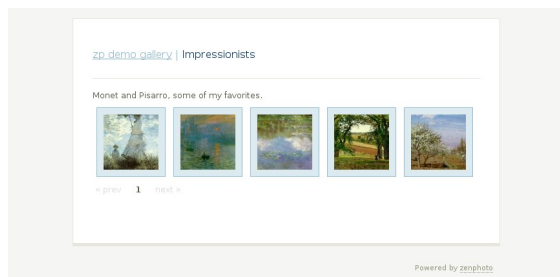 zp demo gallery | Impressionists
Monet and Pisarro, some of my favorites.
« prev 1 next »
Powered by zenphoto